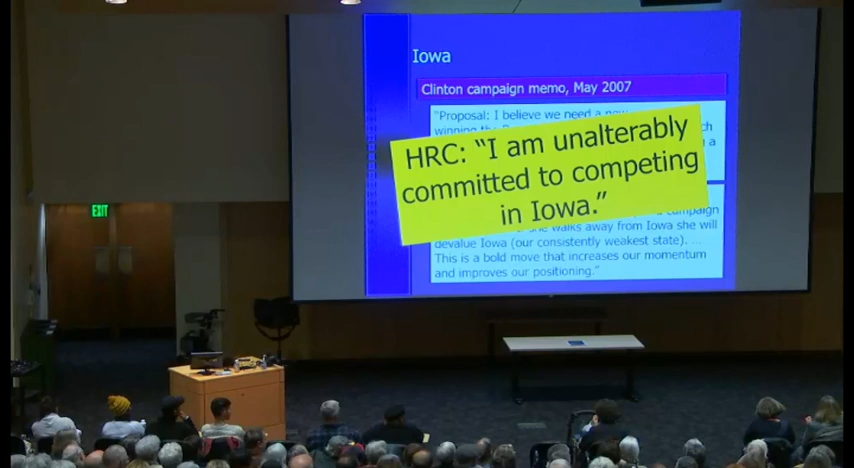 Iowa
Clinton campaign memo, May 2007
"Proposal: I believe we need a new
winning the
HRC: "I am unalterably
committed to competing
in Iowa."
campaign
she walks away from Iowa she will
devalue Iowa (our consistently weakest state). ...
This is a bold move that increases our momentum
and improves our positioning."
EXIT